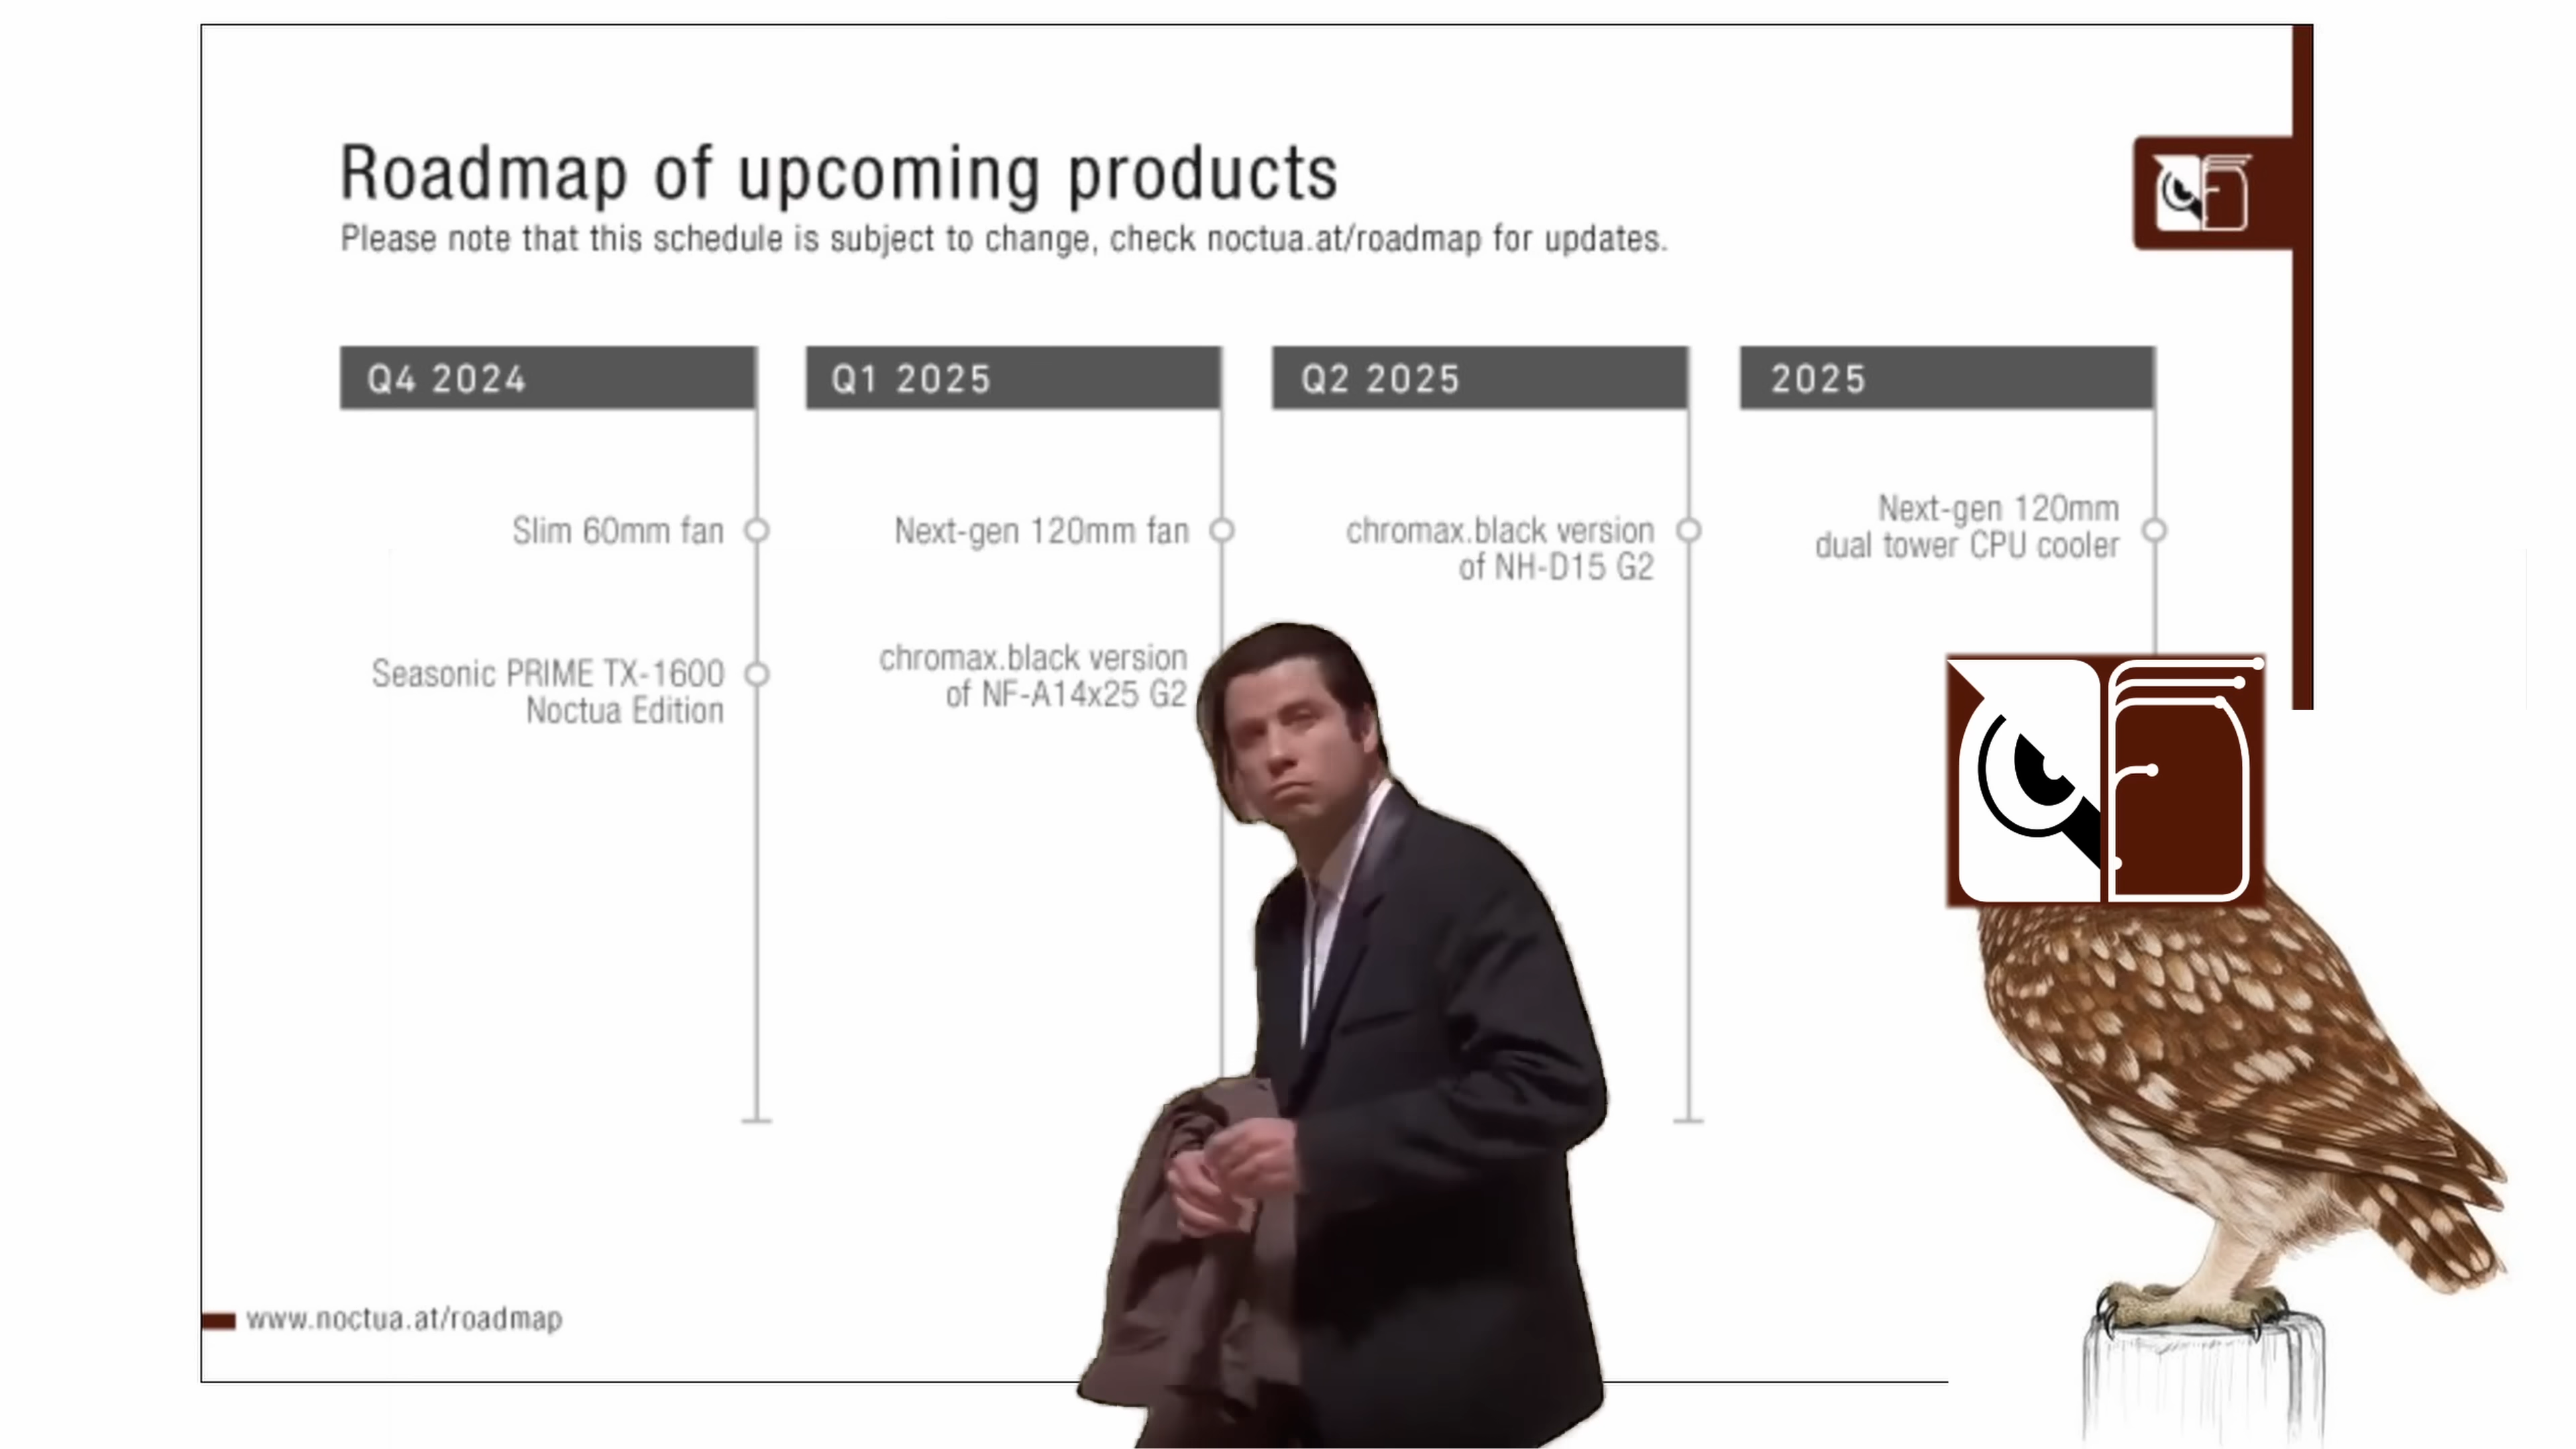 Roadmap of upcoming products
Please note that this schedule is subject to change, check noctua.at/roadmap for updates.
Q4 2024
Slim 60mm fan
Seasonic PRIME TX-1600
Noctua Edition
Q1 2025
Next-gen 120mm fan
chromax.black version
of NF-A14x25 G2
Q2 2025
chromax.black version
of NH-D15 G2
2025
Next-gen 120mm
dual tower CPU cooler
www.noctua.at/roadmap